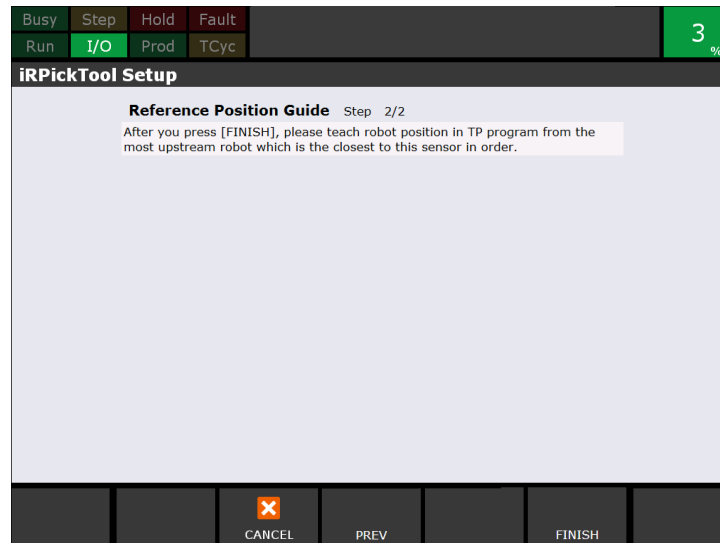 Busy Step Hold Fault
Run I/O Prod TCyc
3 %
iRPickTool Setup
Reference Position Guide Step 2/2
After you press [FINISH], please teach robot position in TP program from the
most upstream robot which is the closest to this sensor in order.
CANCEL PREV FINISH